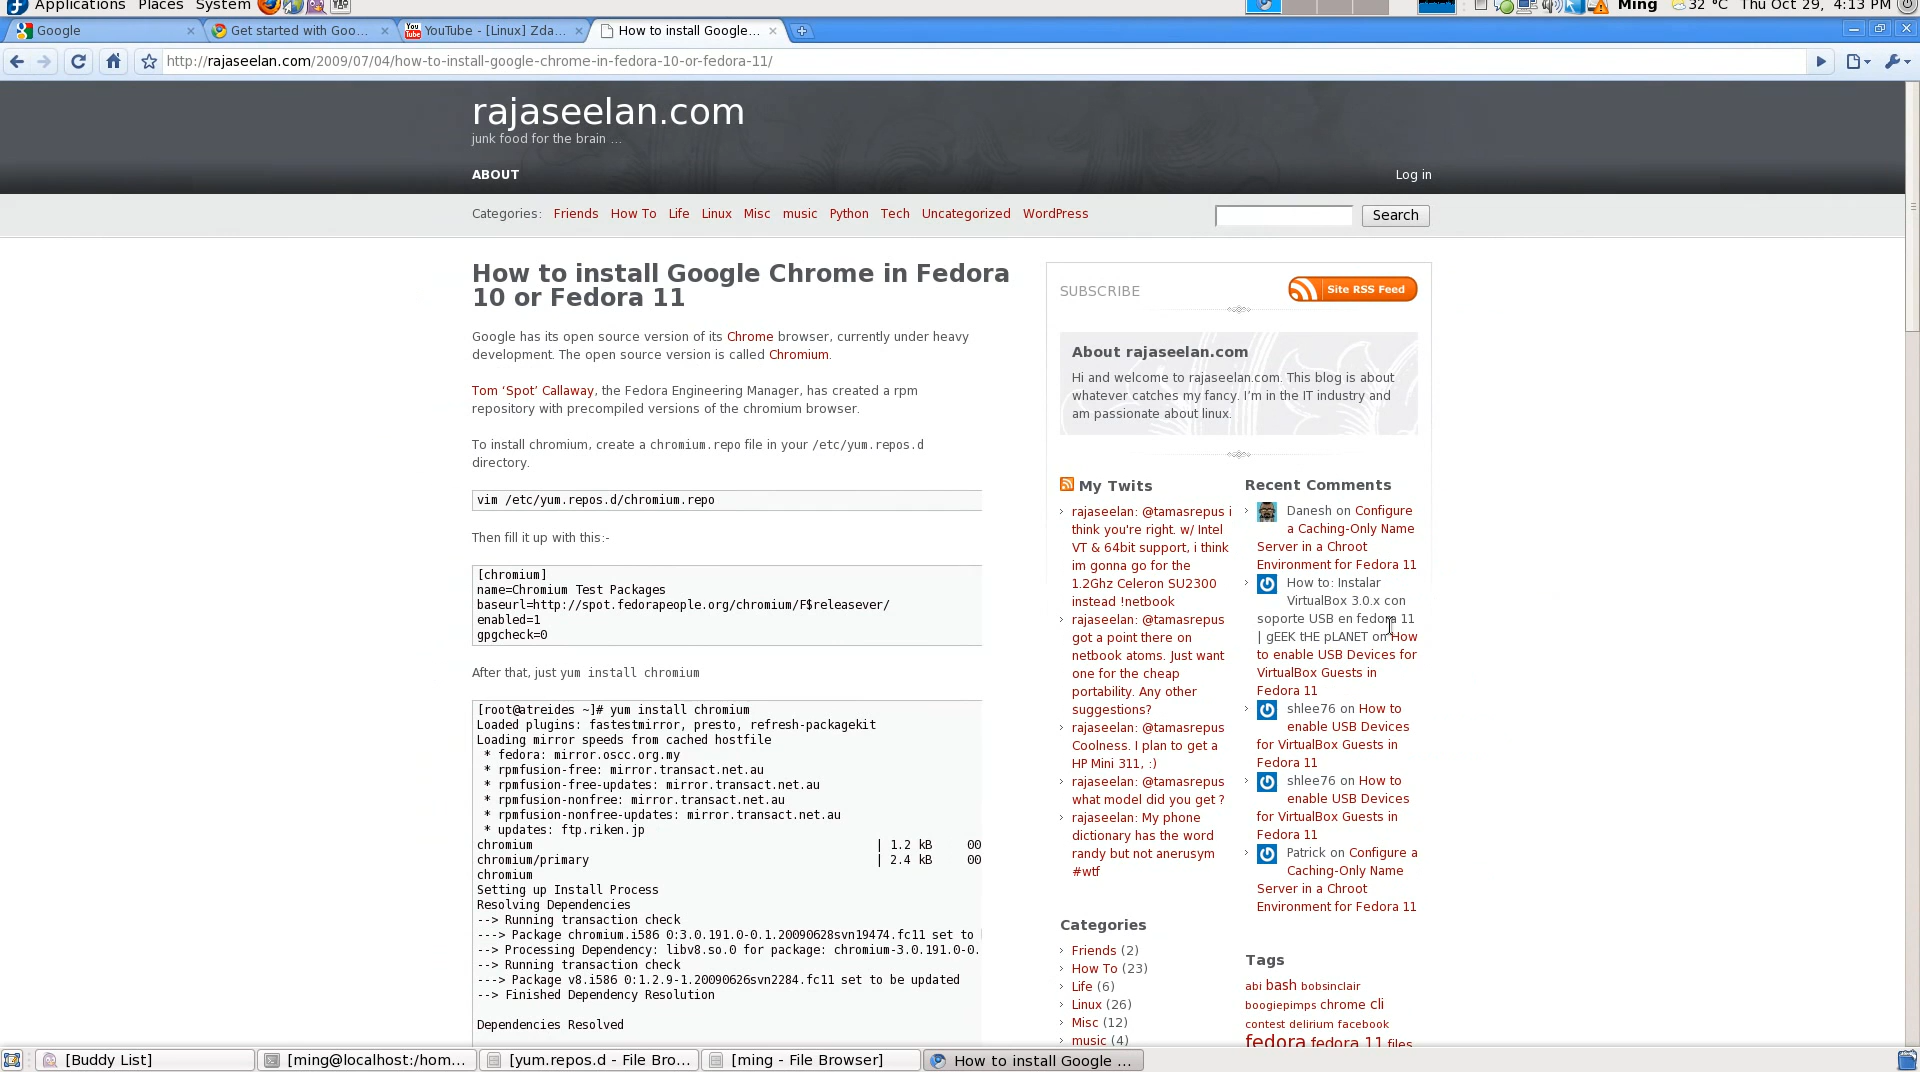 Applications Places System Ming 32 °C Thu Oct 29, 4:13 PM
Google Get started with Goo... YouTube - [Linux] Zda... How to install Google...
http://rajaseelan.com/2009/07/04/how-to-install-google-chrome-in-fedora-10-or-fedora-11/
rajaseelan.com
junk food for the brain ...
ABOUT Log in
Categories: Friends How To Life Linux Misc music Python Tech Uncategorized WordPress Search
How to install Google Chrome in Fedora
10 or Fedora 11
Google has its open source version of its Chrome browser, currently under heavy
development. The open source version is called Chromium.
Tom ‘Spot’ Callaway, the Fedora Engineering Manager, has created a rpm
repository with precompiled versions of the chromium browser.
To install chromium, create a chromium.repo file in your /etc/yum.repos.d
directory.
vim /etc/yum.repos.d/chromium.repo
Then fill it up with this:-
[chromium]
name=Chromium Test Packages
baseurl=http://spot.fedorapeople.org/chromium/F$releasever/
enabled=1
gpgcheck=0
After that, just yum install chromium
[root@atreides ~]# yum install chromium
Loaded plugins: fastestmirror, presto, refresh-packagekit
Loading mirror speeds from cached hostfile
* fedora: mirror.oscc.org.my
* rpmfusion-free: mirror.transact.net.au
* rpmfusion-free-updates: mirror.transact.net.au
* rpmfusion-nonfree: mirror.transact.net.au
* rpmfusion-nonfree-updates: mirror.transact.net.au
* updates: ftp.riken.jp
chromium | 1.2 kB 00
chromium/primary | 2.4 kB 00
chromium
Setting up Install Process
Resolving Dependencies
--> Running transaction check
---> Package chromium.i586 0:3.0.191.0-0.1.20090628svn19474.fc11 set to
--> Processing Dependency: libv8.so.0 for package: chromium-3.0.191.0-0.
--> Running transaction check
---> Package v8.i586 0:1.2.9-1.20090626svn2284.fc11 set to be updated
--> Finished Dependency Resolution
Dependencies Resolved
SUBSCRIBE Site RSS Feed
About rajaseelan.com
Hi and welcome to rajaseelan.com. This blog is about
whatever catches my fancy. I’m in the IT industry and
am passionate about linux.
My Twits
rajaseelan: @tamasrepus i
think you're right. w/ Intel
VT & 64bit support, i think
im gonna go for the
1.2Ghz Celeron SU2300
instead !netbook
rajaseelan: @tamasrepus
got a point there on
netbook atoms. Just want
one for the cheap
portability. Any other
suggestions?
rajaseelan: @tamasrepus
Coolness. I plan to get a
HP Mini 311, :)
rajaseelan: @tamasrepus
what model did you get ?
rajaseelan: My phone
dictionary has the word
randy but not anerusym
#wtf
Categories
Friends (2)
How To (23)
Life (6)
Linux (26)
Misc (12)
music (4)
Recent Comments
Danesh on Configure
a Caching-Only Name
Server in a Chroot
Environment for Fedora 11
How to: Instalar
VirtualBox 3.0.x con
soporte USB en fedora 11
| gEEK tHE pLANET on How
to enable USB Devices for
VirtualBox Guests in
Fedora 11
shlee76 on How to
enable USB Devices
for VirtualBox Guests in
Fedora 11
shlee76 on How to
enable USB Devices
for VirtualBox Guests in
Fedora 11
Patrick on Configure a
Caching-Only Name
Server in a Chroot
Environment for Fedora 11
Tags
abi bash bobsinclair
boogiepimps chrome cli
contest delirium facebook
fedora fedora 11 files
[Buddy List] [ming@localhost:/hom... [yum.repos.d - File Bro... [ming - File Browser] How to install Google ...